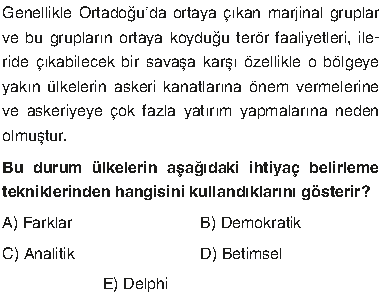 Genellikle Ortadoğu'da ortaya çıkan marjinal gruplar
ve bu grupların ortaya koyduğu terör faaliyetleri, ile-
ride çıkabilecek bir savaşa karşı özellikle o bölgeye
yakın ülkelerin askeri kanatlarına önem vermelerine
ve askeriyeye çok fazla yatırım yapmalarına neden
olmuştur.
Bu durum ülkelerin aşağıdaki ihtiyaç belirleme
tekniklerinden hangisini kullandıklarını gösterir?
A) Farklar B) Demokratik
C) Analitik D) Betimsel
E) Delphi